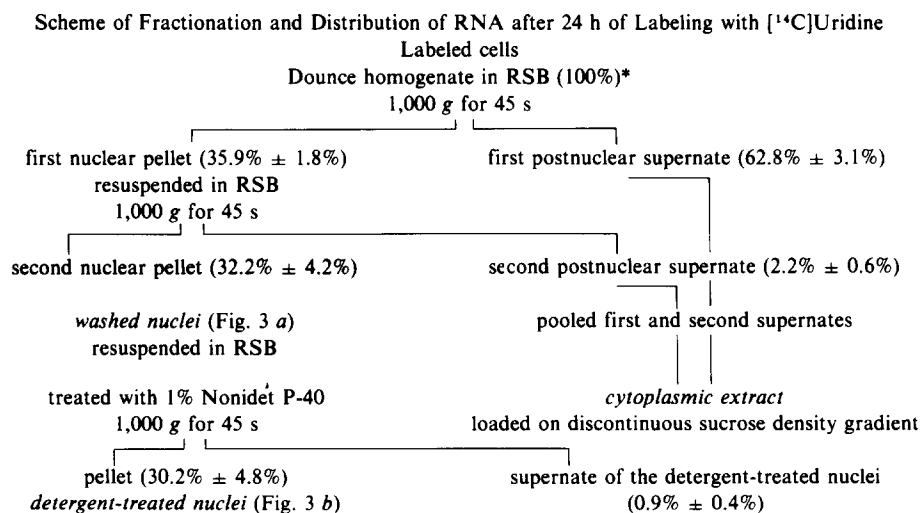 Scheme of Fractionation and Distribution of RNA after 24 h of Labeling with [¹⁴C]Uridine
Labeled cells
Dounce homogenate in RSB (100%)*
1,000 g for 45 s
first nuclear pellet (35.9% ± 1.8%)
resuspended in RSB
1,000 g for 45 s
first postnuclear supernate (62.8% ± 3.1%)
second nuclear pellet (32.2% ± 4.2%)
second postnuclear supernate (2.2% ± 0.6%)
washed nuclei (Fig. 3 a)
resuspended in RSB
pooled first and second supernates
treated with 1% Nonidet P-40
1,000 g for 45 s
cytoplasmic extract
loaded on discontinuous sucrose density gradient
pellet (30.2% ± 4.8%)
detergent-treated nuclei (Fig. 3 b)
supernate of the detergent-treated nuclei
(0.9% ± 0.4%)